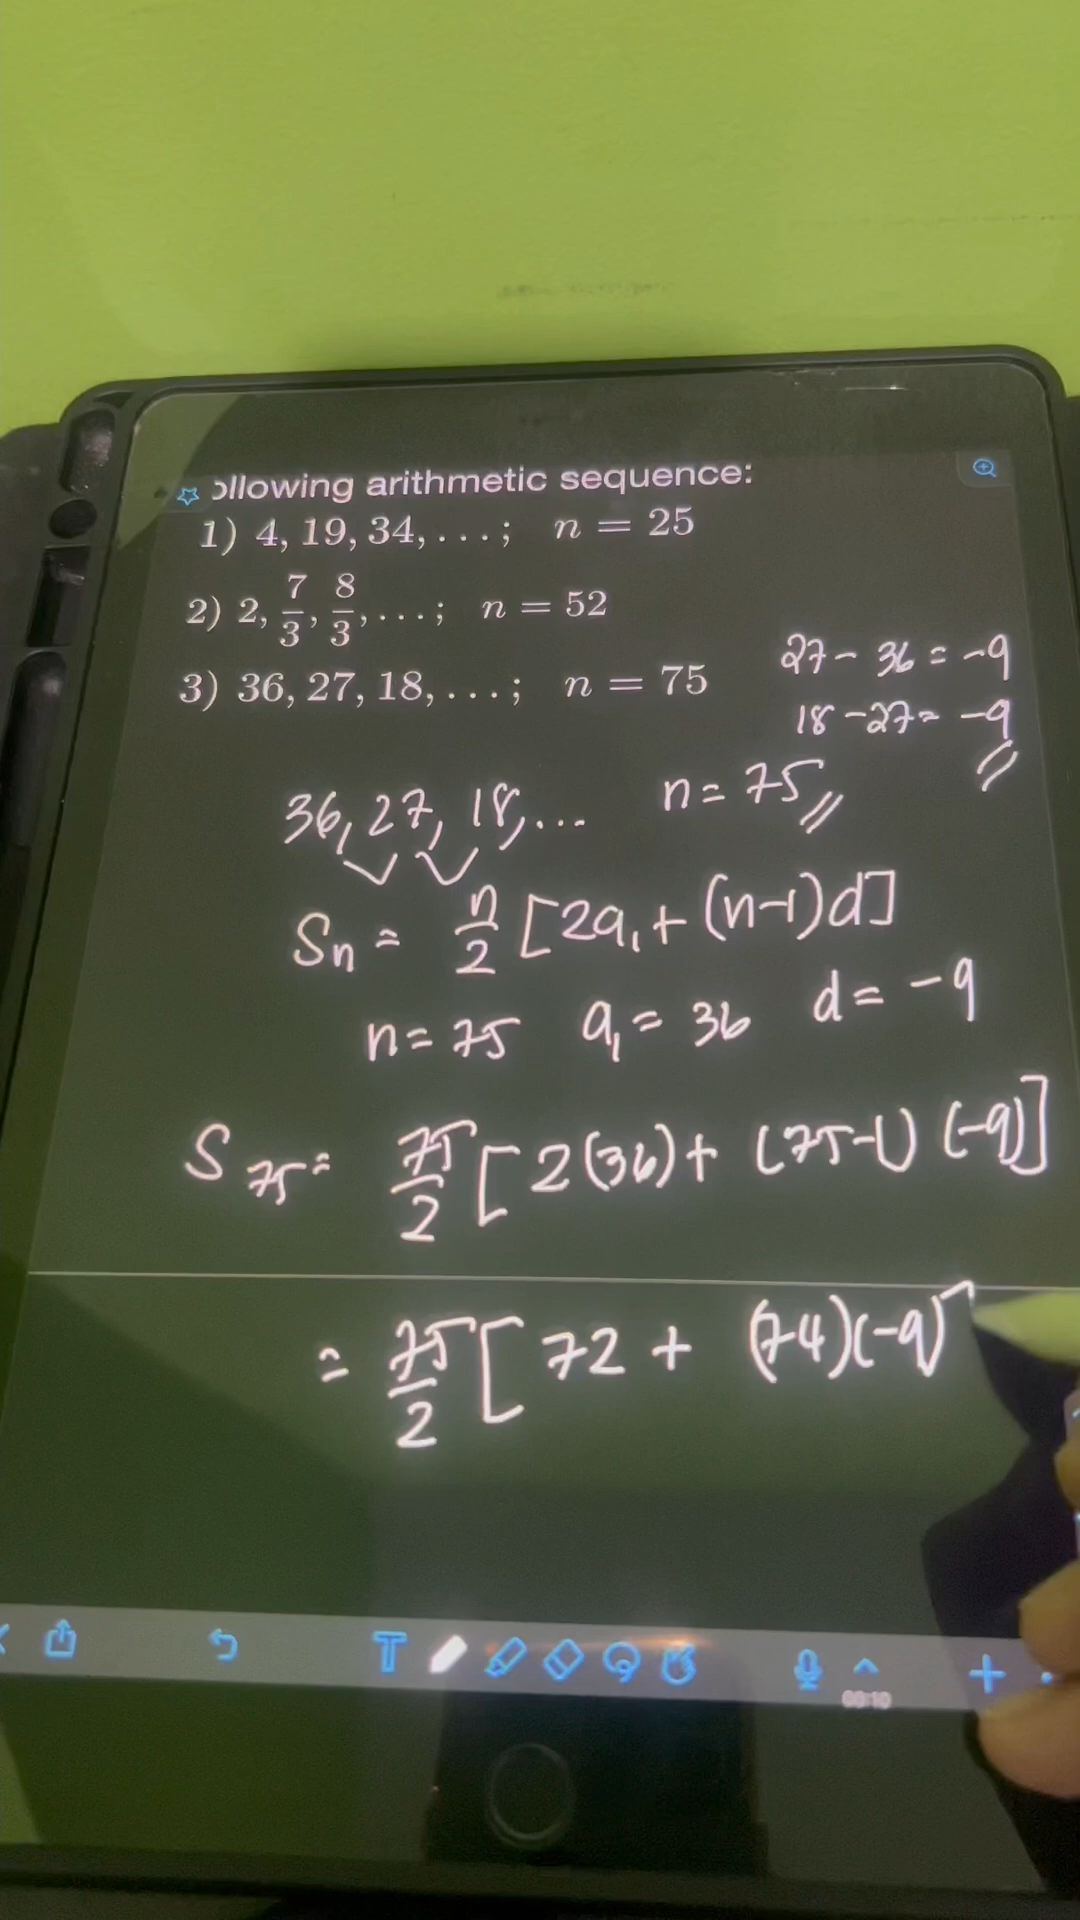 ollowing arithmetic sequence:
1) 4, 19, 34, . . . ; n = 25
2) 2, 7/3, 8/3, . . . ; n = 52
3) 36, 27, 18, . . . ; n = 75
27 - 36 = -9
18 - 27 = -9
36, 27, 18, ... n = 75
Sn = n/2 [2a₁ + (n-1)d]
n = 75 a₁ = 36 d = -9
S75 = 75/2 [2(36) + (75-1)(-9)]
= 75/2 [72 + (74)(-9)]
T
00:10